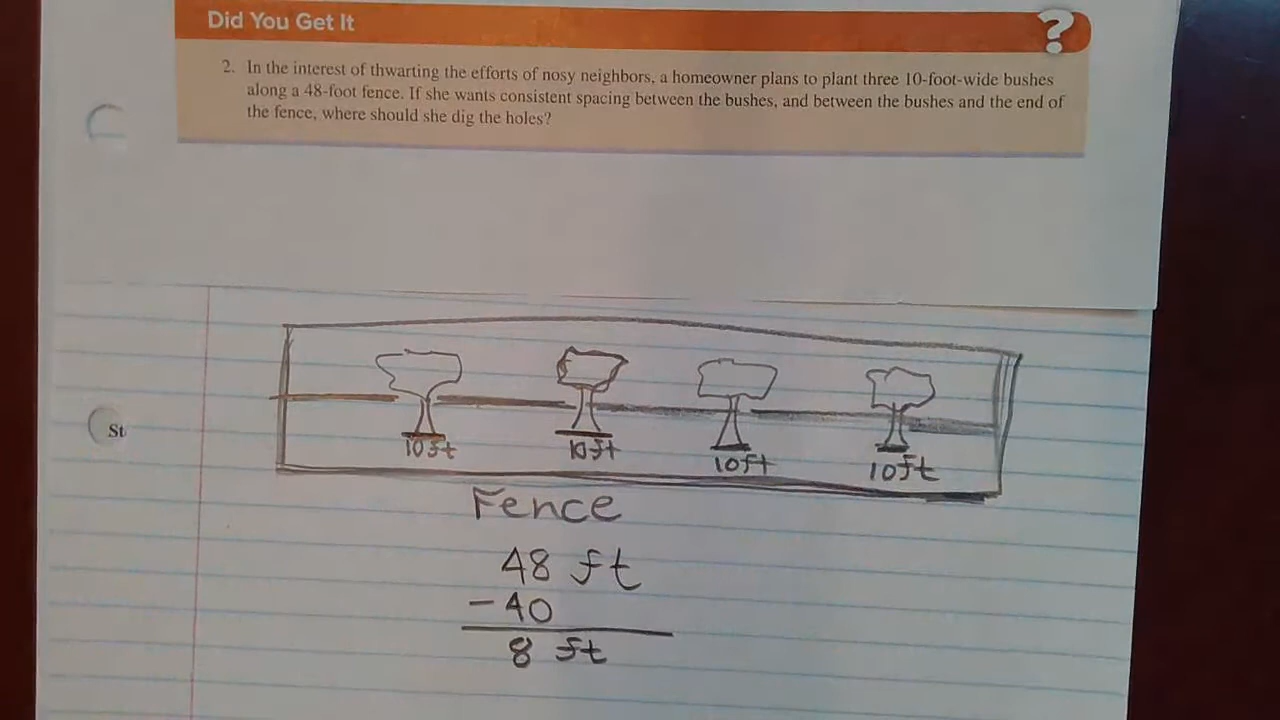 Did You Get It
?
2. In the interest of thwarting the efforts of nosy neighbors, a homeowner plans to plant three 10-foot-wide bushes
along a 48-foot fence. If she wants consistent spacing between the bushes, and between the bushes and the end of
the fence, where should she dig the holes?
St
10ft 10ft 10ft 10ft
Fence
48 ft
-40
8 ft